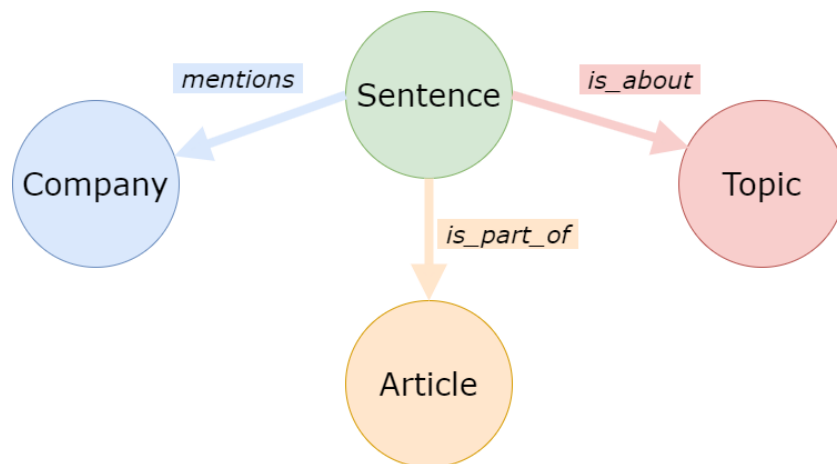 mentions
Sentence
is_about
Company
Topic
is_part_of
Article